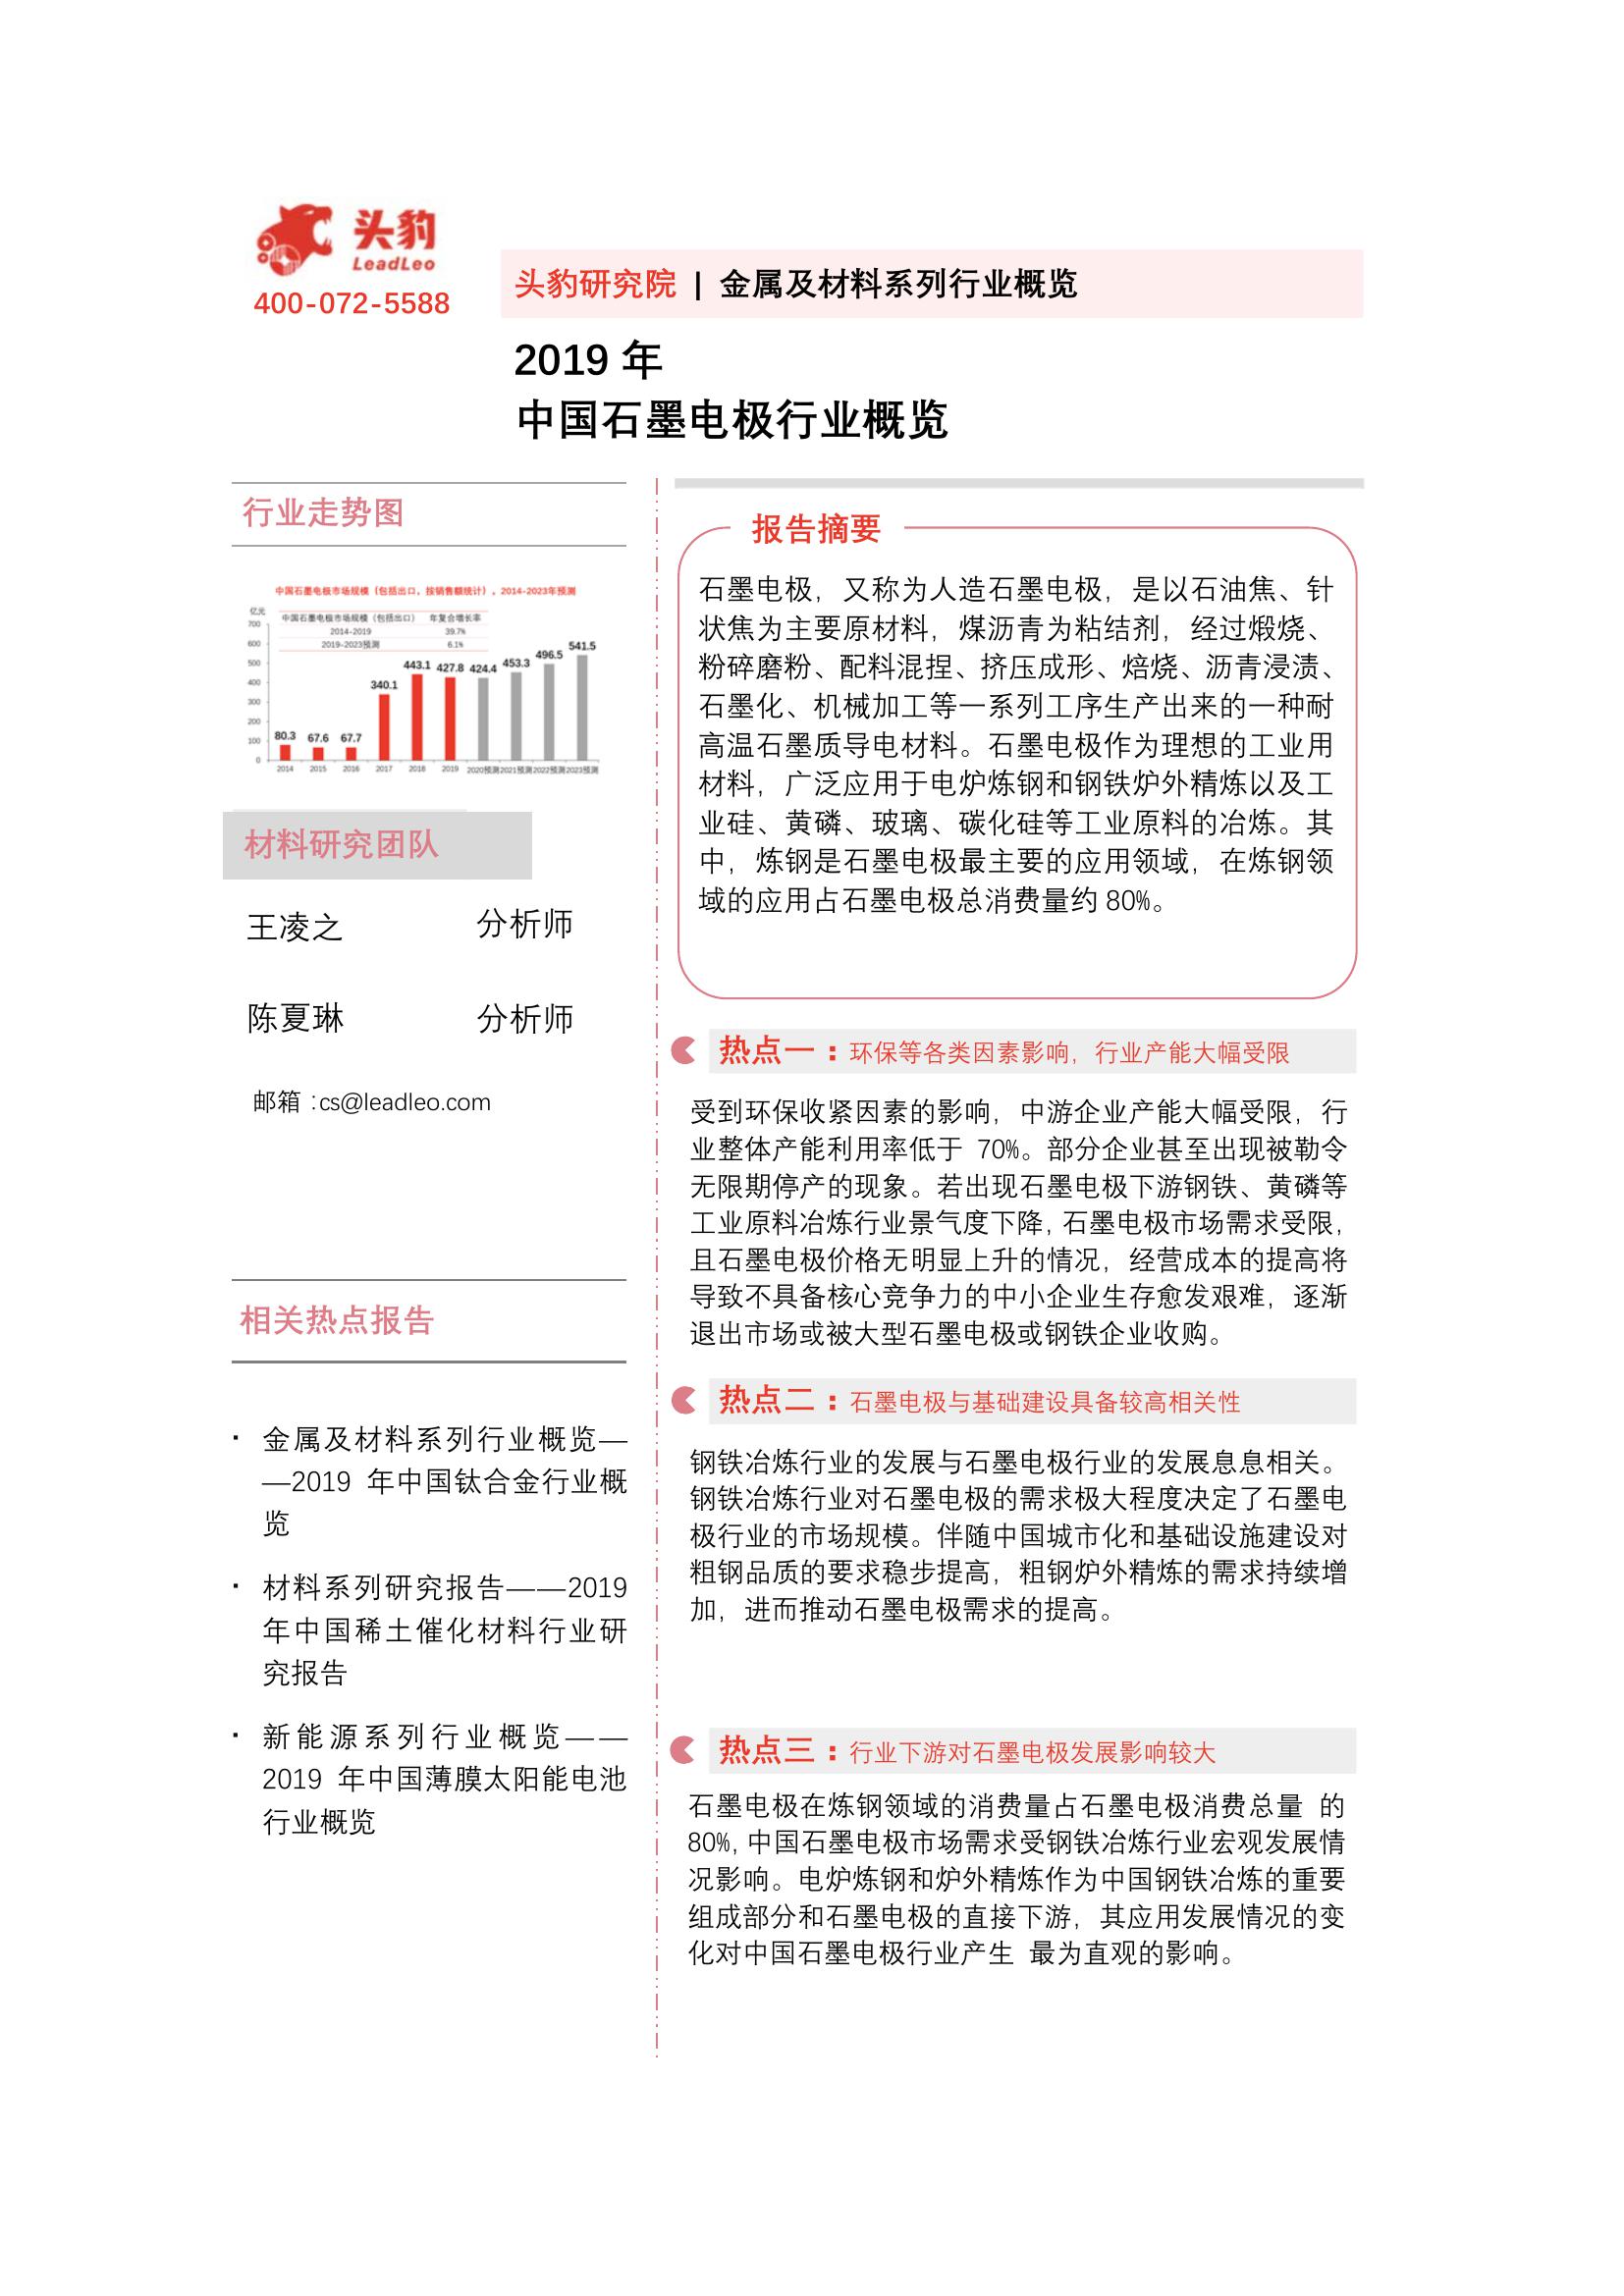 头豹
LeadLeo
400-072-5588
头豹研究院 | 金属及材料系列行业概览
2019 年
中国石墨电极行业概览
行业走势图
中国石墨电极市场规模（包括出口，按销售额统计），2014-2023年预测
亿元
中国石墨电极市场规模（包括出口） 年复合增长率
2014-2019 39.7%
2019-2023预测 6.1%
700
600
500
400
300
200
100
0
80.3 67.6 67.7 340.1 443.1 427.8 424.4 453.3 496.5 541.5
2014 2015 2016 2017 2018 2019 2020预测 2021预测 2022预测 2023预测
材料研究团队
王凌之 分析师
陈夏琳 分析师
邮箱：cs@leadleo.com
相关热点报告
· 金属及材料系列行业概览—
—2019 年中国钛合金行业概
览
· 材料系列研究报告——2019
年中国稀土催化材料行业研
究报告
· 新能源系列行业概览——
2019 年中国薄膜太阳能电池
行业概览
报告摘要
石墨电极，又称为人造石墨电极，是以石油焦、针
状焦为主要原材料，煤沥青为粘结剂，经过煅烧、
粉碎磨粉、配料混捏、挤压成形、焙烧、沥青浸渍、
石墨化、机械加工等一系列工序生产出来的一种耐
高温石墨质导电材料。石墨电极作为理想的工业用
材料，广泛应用于电炉炼钢和钢铁炉外精炼以及工
业硅、黄磷、玻璃、碳化硅等工业原料的冶炼。其
中，炼钢是石墨电极最主要的应用领域，在炼钢领
域的应用占石墨电极总消费量约 80%。
热点一：环保等各类因素影响，行业产能大幅受限
受到环保收紧因素的影响，中游企业产能大幅受限，行
业整体产能利用率低于 70%。部分企业甚至出现被勒令
无限期停产的现象。若出现石墨电极下游钢铁、黄磷等
工业原料冶炼行业景气度下降，石墨电极市场需求受限，
且石墨电极价格无明显上升的情况，经营成本的提高将
导致不具备核心竞争力的中小企业生存愈发艰难，逐渐
退出市场或被大型石墨电极或钢铁企业收购。
热点二：石墨电极与基础建设具备较高相关性
钢铁冶炼行业的发展与石墨电极行业的发展息息相关。
钢铁冶炼行业对石墨电极的需求极大程度决定了石墨电
极行业的市场规模。伴随中国城市化和基础设施建设对
粗钢品质的要求稳步提高，粗钢炉外精炼的需求持续增
加，进而推动石墨电极需求的提高。
热点三：行业下游对石墨电极发展影响较大
石墨电极在炼钢领域的消费量占石墨电极消费总量 的
80%，中国石墨电极市场需求受钢铁冶炼行业宏观发展情
况影响。电炉炼钢和炉外精炼作为中国钢铁冶炼的重要
组成部分和石墨电极的直接下游，其应用发展情况的变
化对中国石墨电极行业产生 最为直观的影响。